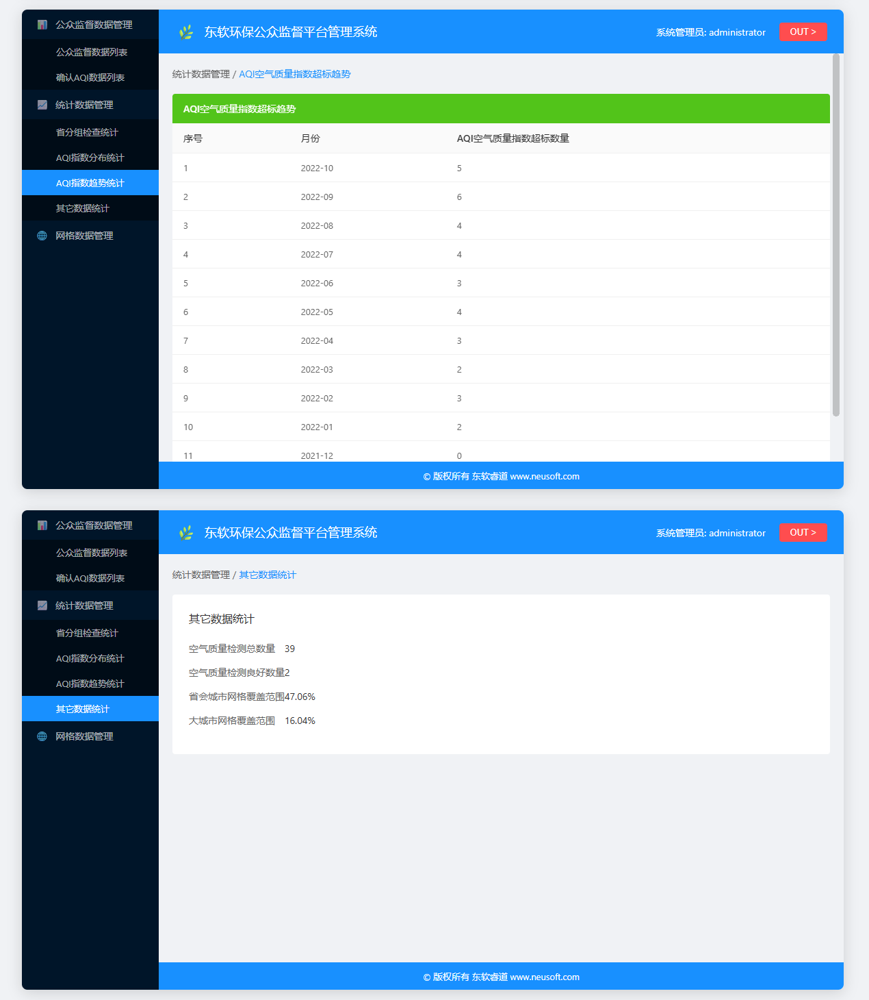 公众监督数据管理
公众监督数据列表
确认AQI数据列表
统计数据管理
省分组检查统计
AQI指数分布统计
AQI指数趋势统计
其它数据统计
网格数据管理
东软环保公众监督平台管理系统
系统管理员: administrator
OUT >
统计数据管理 / AQI空气质量指数超标趋势
AQI空气质量指数超标趋势
序号 月份 AQI空气质量指数超标数量
1 2022-10 5
2 2022-09 6
3 2022-08 4
4 2022-07 4
5 2022-06 3
6 2022-05 4
7 2022-04 3
8 2022-03 2
9 2022-02 3
10 2022-01 2
11 2021-12 0
© 版权所有 东软睿道 www.neusoft.com
公众监督数据管理
公众监督数据列表
确认AQI数据列表
统计数据管理
省分组检查统计
AQI指数分布统计
AQI指数趋势统计
其它数据统计
网格数据管理
东软环保公众监督平台管理系统
系统管理员: administrator
OUT >
统计数据管理 / 其它数据统计
其它数据统计
空气质量检测总数量 39
空气质量检测良好数量2
省会城市网格覆盖范围47.06%
大城市网格覆盖范围 16.04%
© 版权所有 东软睿道 www.neusoft.com